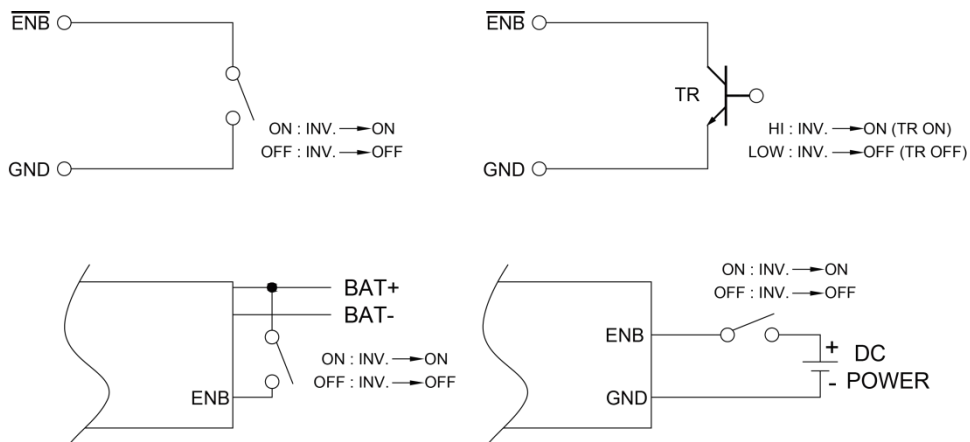 E̅N̅B̅
ON : INV. → ON
OFF : INV. → OFF
GND
E̅N̅B̅
TR
HI : INV. → ON (TR ON)
LOW : INV. → OFF (TR OFF)
GND
BAT+
BAT-
ON : INV. → ON
OFF : INV. → OFF
ENB
ON : INV. → ON
OFF : INV. → OFF
ENB
+ DC
- POWER
GND